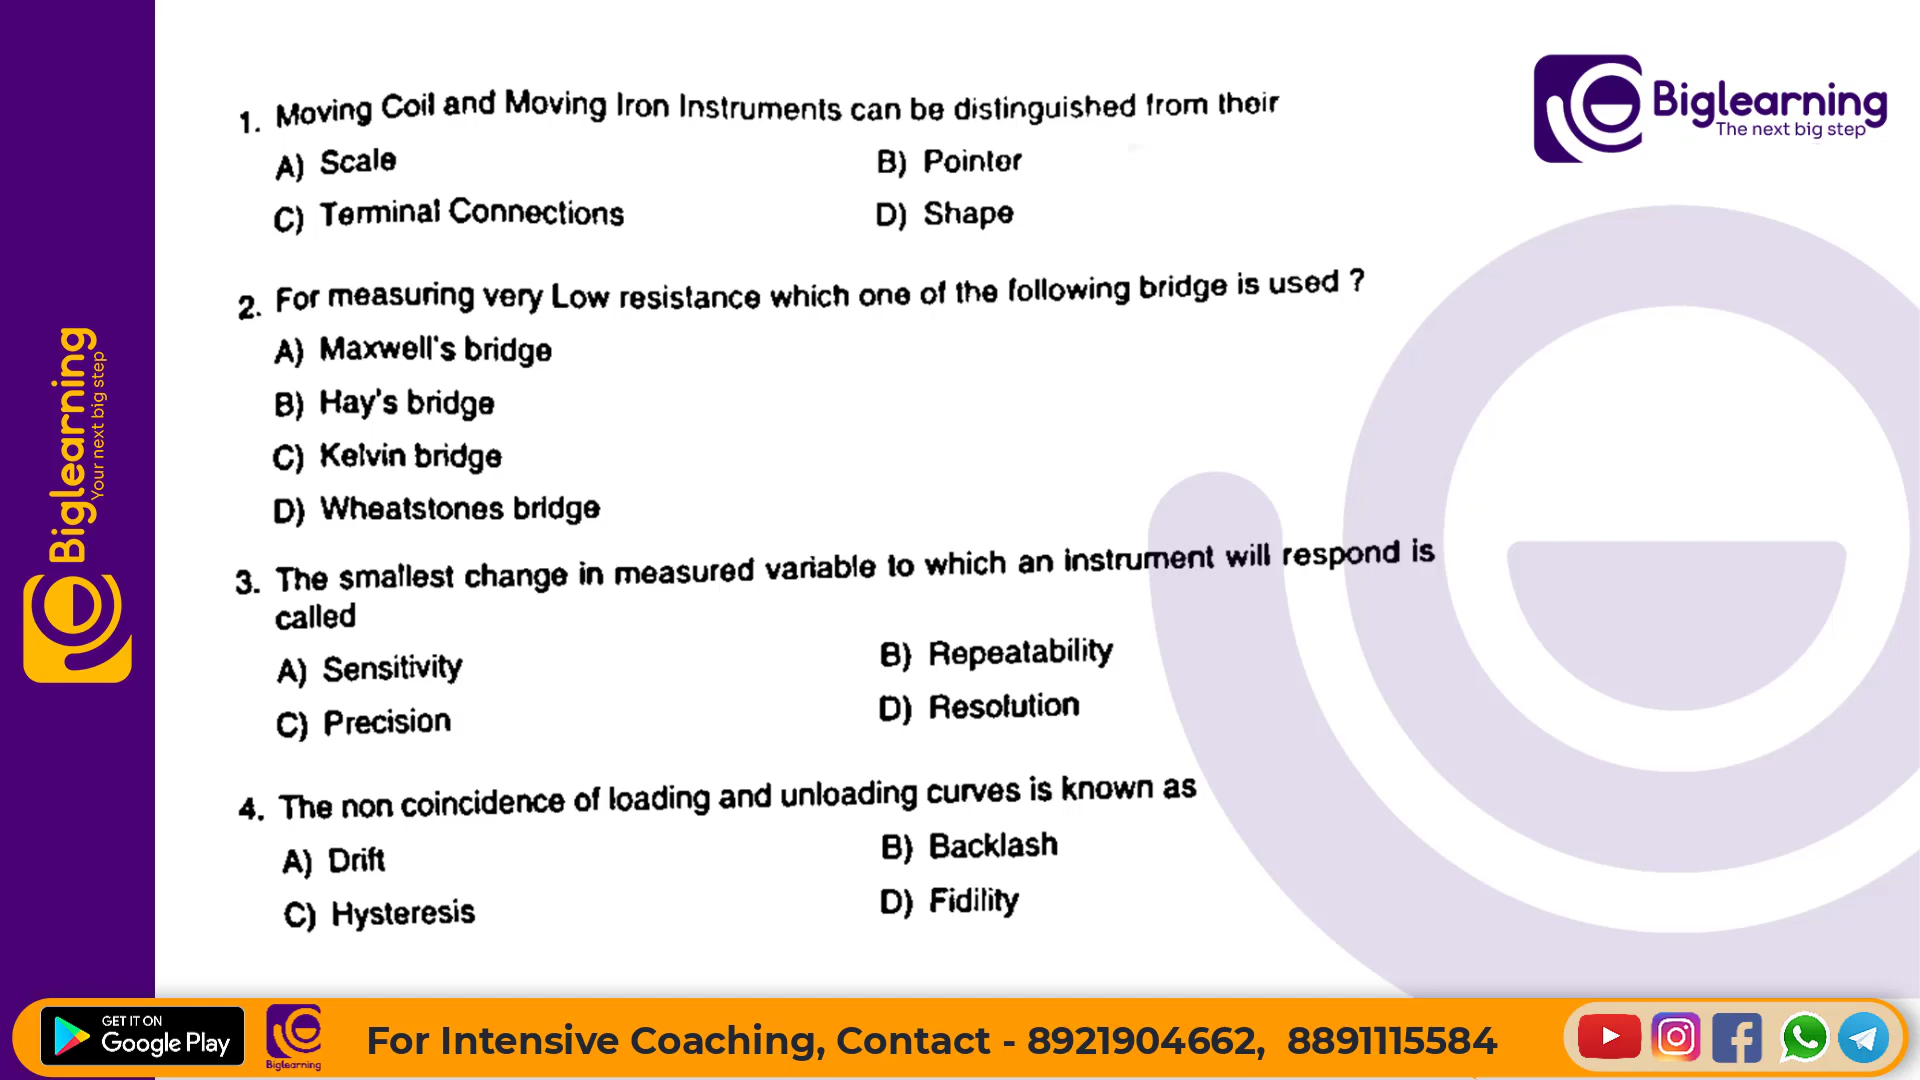 Biglearning
The next big step
1. Moving Coil and Moving Iron Instruments can be distinguished from their
A) Scale
B) Pointer
C) Terminal Connections
D) Shape
2. For measuring very Low resistance which one of the following bridge is used ?
A) Maxwell's bridge
B) Hay's bridge
C) Kelvin bridge
D) Wheatstones bridge
3. The smallest change in measured variable to which an instrument will respond is
called
A) Sensitivity
B) Repeatability
C) Precision
D) Resolution
4. The non coincidence of loading and unloading curves is known as
A) Drift
B) Backlash
C) Hysteresis
D) Fidility
Biglearning
Your next big step
GET IT ON
Google Play
Biglearning
For Intensive Coaching, Contact - 8921904662, 8891115584